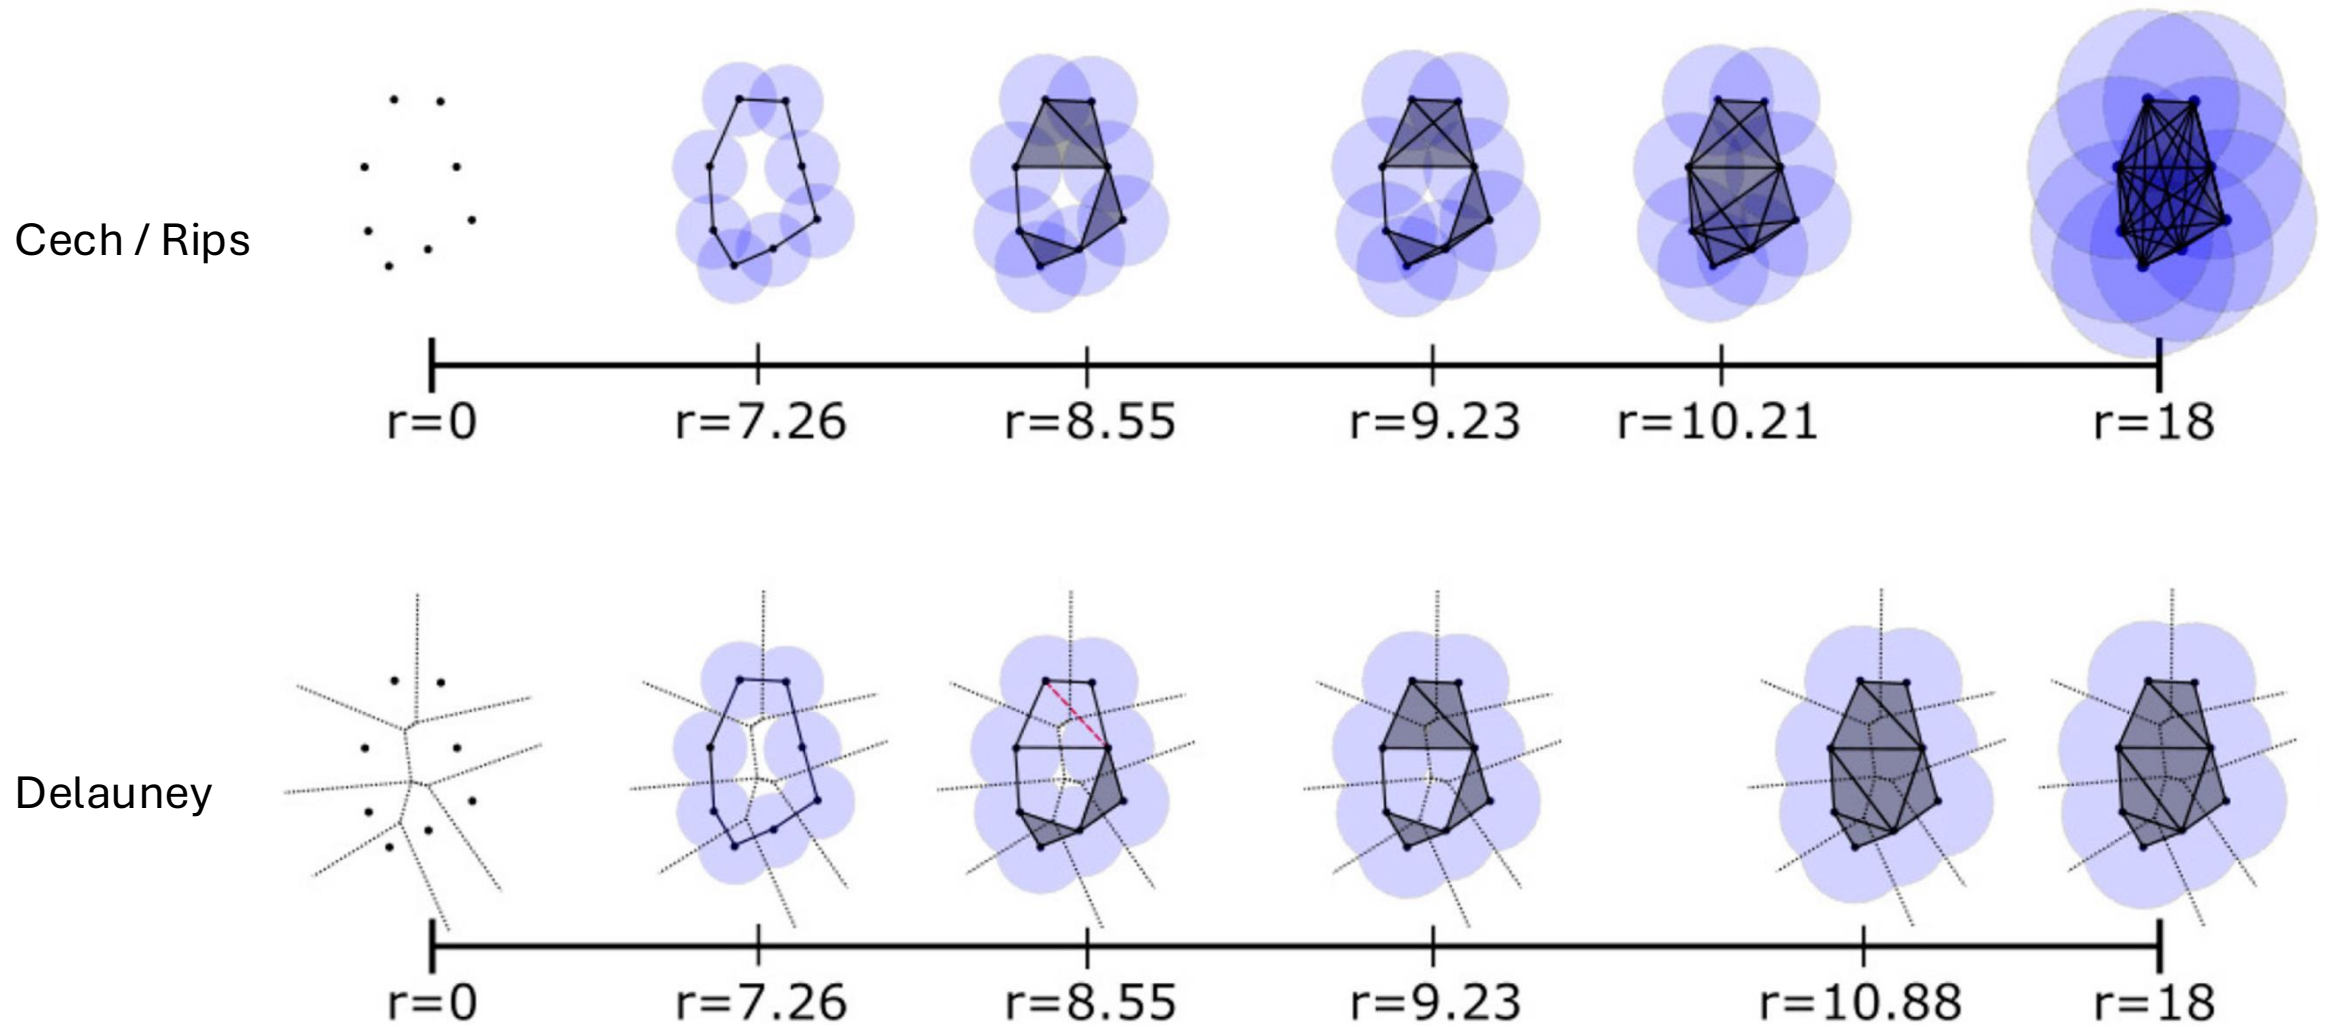 Cech / Rips
r=0
r=7.26
r=8.55
r=9.23
r=10.21
r=18
Delauney
r=0
r=7.26
r=8.55
r=9.23
r=10.88
r=18